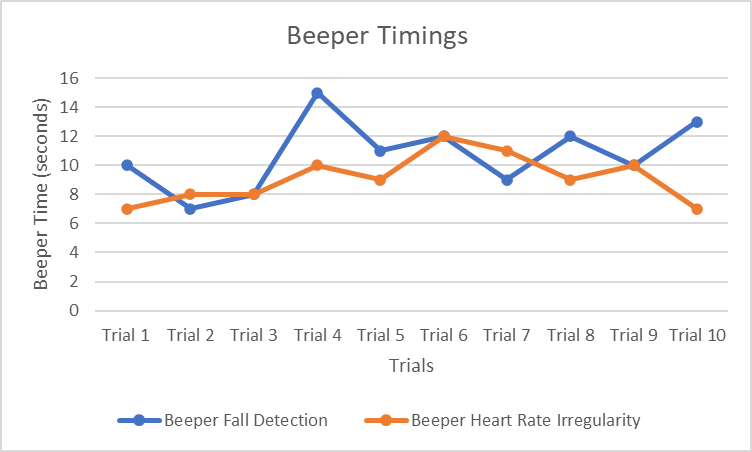 Beeper Timings
Beeper Time (seconds)
16
14
12
10
8
6
4
2
0
Trial 1 Trial 2 Trial 3 Trial 4 Trial 5 Trial 6 Trial 7 Trial 8 Trial 9 Trial 10
Trials
Beeper Fall Detection Beeper Heart Rate Irregularity